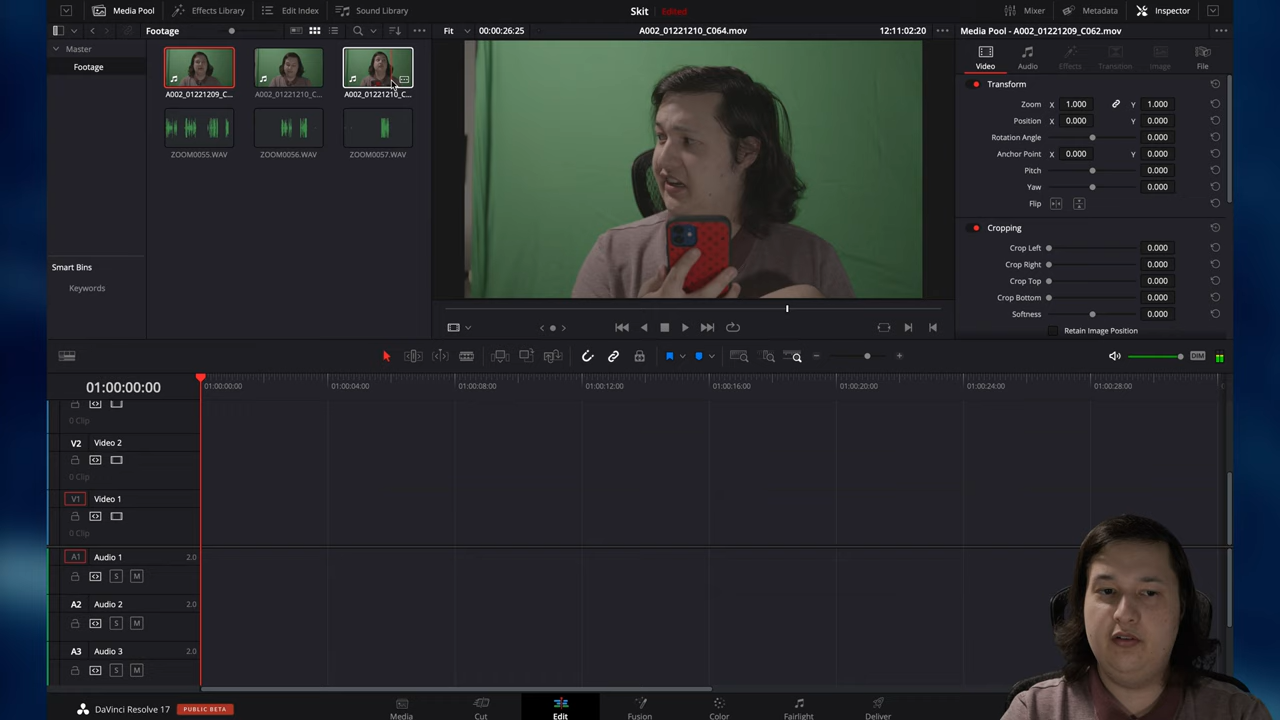 Media Pool
Effects Library
Edit Index
Sound Library
Skit
Edited
Mixer
Metadata
Inspector
Footage
Fit
00:00:26:25
A002_01221210_C064.mov
12:11:02:20
Media Pool - A002_01221209_C062.mov
Master
Footage
A002_01221209_C...
A002_01221210_C...
A002_01221210_C...
ZOOM0055.WAV
ZOOM0056.WAV
ZOOM0057.WAV
Smart Bins
Keywords
Video
Audio
Effects
Transition
Image
File
Transform
Zoom X 1.000 Y 1.000
Position X 0.000 Y 0.000
Rotation Angle 0.000
Anchor Point X 0.000 Y 0.000
Pitch 0.000
Yaw 0.000
Flip
Cropping
Crop Left 0.000
Crop Right 0.000
Crop Top 0.000
Crop Bottom 0.000
Softness 0.000
Retain Image Position
DIM
01:00:00:00
01:00:00:00
01:00:04:00
01:00:08:00
01:00:12:00
01:00:16:00
01:00:20:00
01:00:24:00
01:00:28:00
0 Clip
V2 Video 2
0 Clip
V1 Video 1
0 Clip
A1 Audio 1 2.0
S M
A2 Audio 2 2.0
S M
A3 Audio 3 2.0
S M
DaVinci Resolve 17
PUBLIC BETA
Media
Cut
Edit
Fusion
Color
Fairlight
Deliver